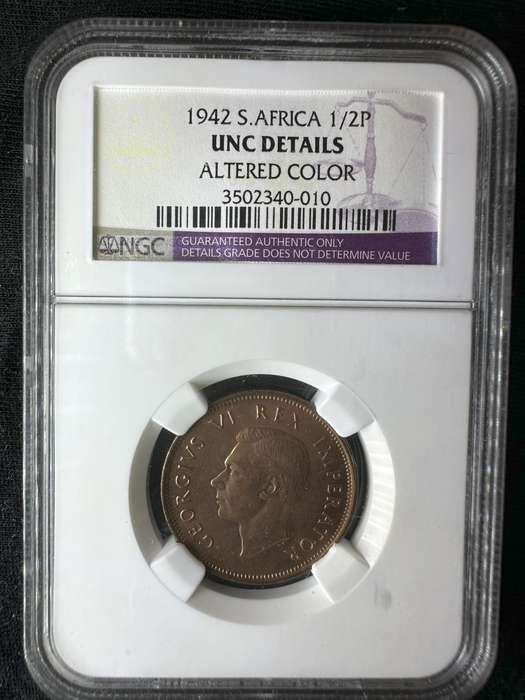 1942 S.AFRICA 1/2P
UNC DETAILS
ALTERED COLOR
3502340-010
NGC
GUARANTEED AUTHENTIC ONLY
DETAILS GRADE DOES NOT DETERMINE VALUE
GEORGIVS VI REX IMPERATOR